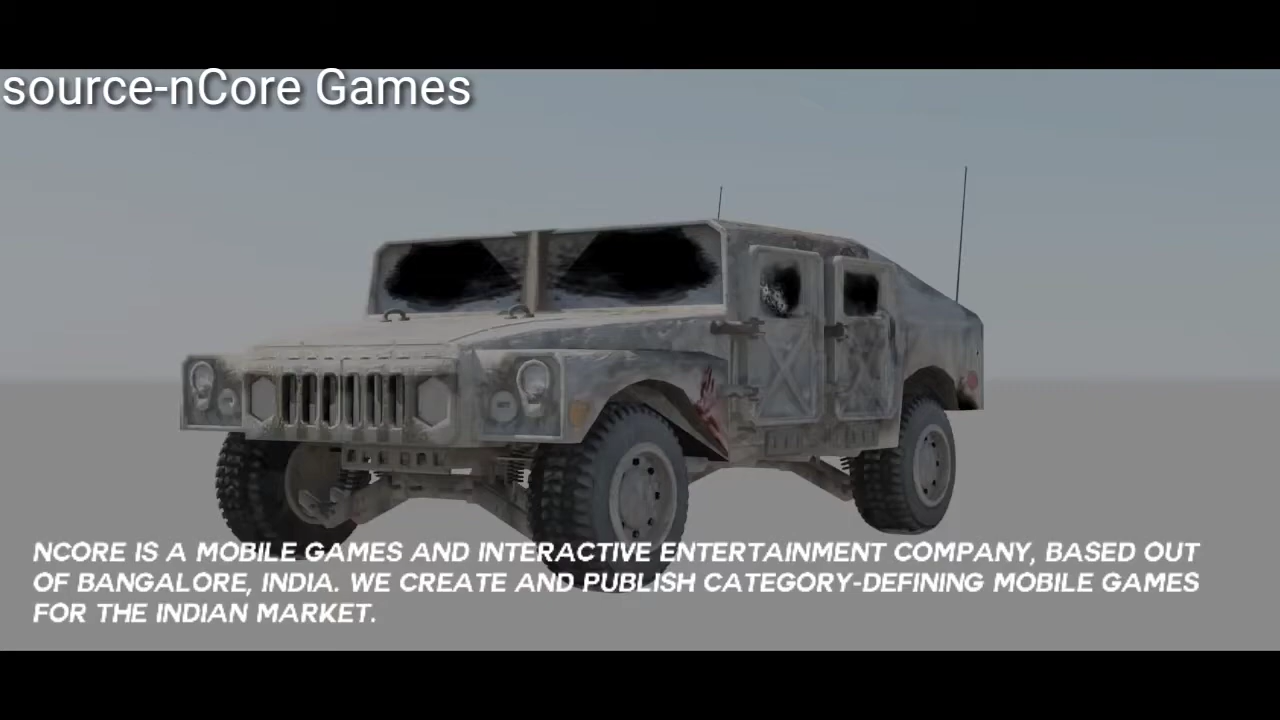 source-nCore Games
NCORE IS A MOBILE GAMES AND INTERACTIVE ENTERTAINMENT COMPANY, BASED OUT
OF BANGALORE, INDIA. WE CREATE AND PUBLISH CATEGORY-DEFINING MOBILE GAMES
FOR THE INDIAN MARKET.